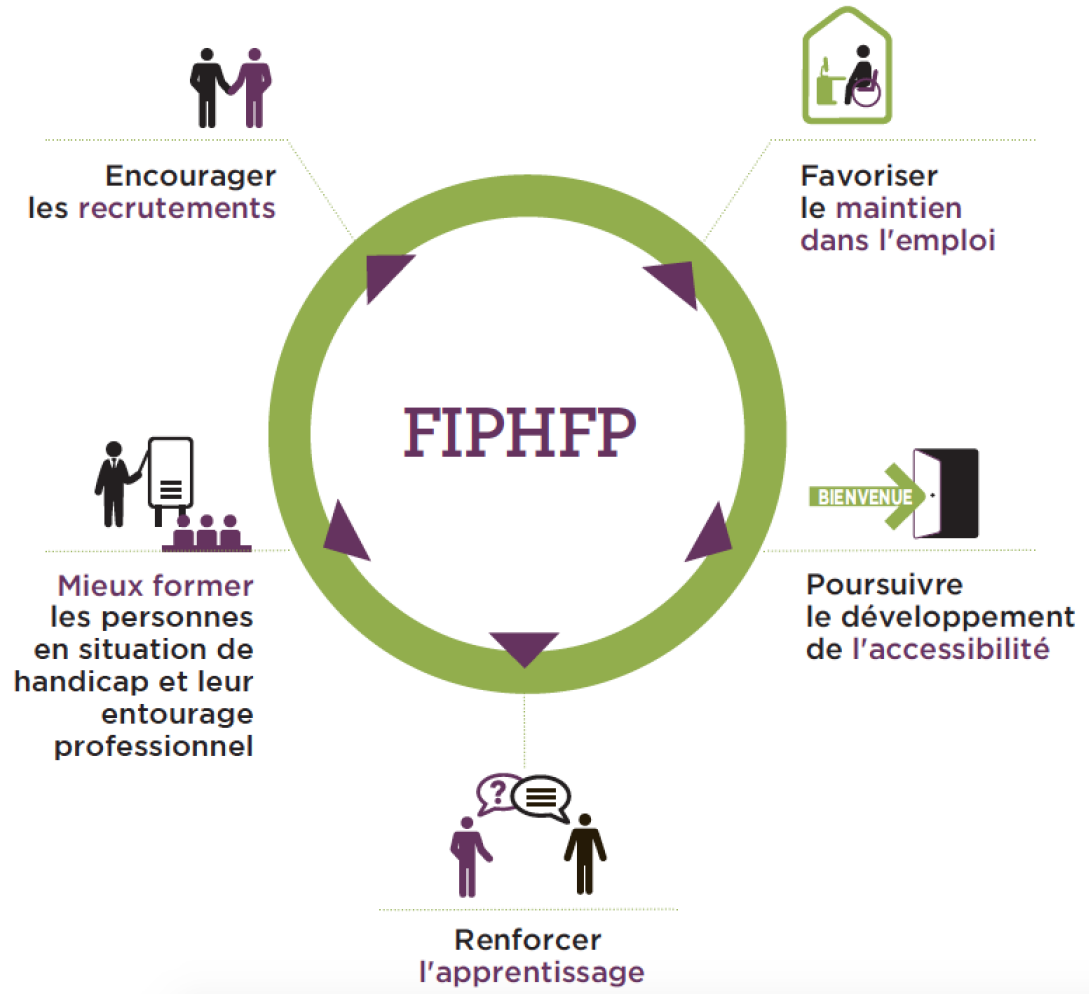 Encourager
les recrutements
Favoriser
le maintien
dans l'emploi
FIPHFP
BIENVENUE
Mieux former
les personnes
en situation de
handicap et leur
entourage
professionnel
Poursuivre
le développement
de l'accessibilité
?
Renforcer
l'apprentissage